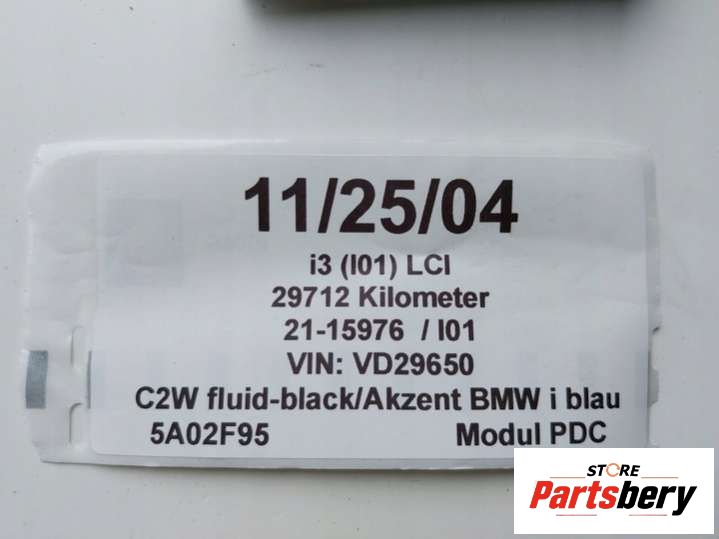 11/25/04
i3 (I01) LCI
29712 Kilometer
21-15976 / I01
VIN: VD29650
C2W fluid-black/Akzent BMW i blau
5A02F95 Modul PDC
STORE
Partsbery